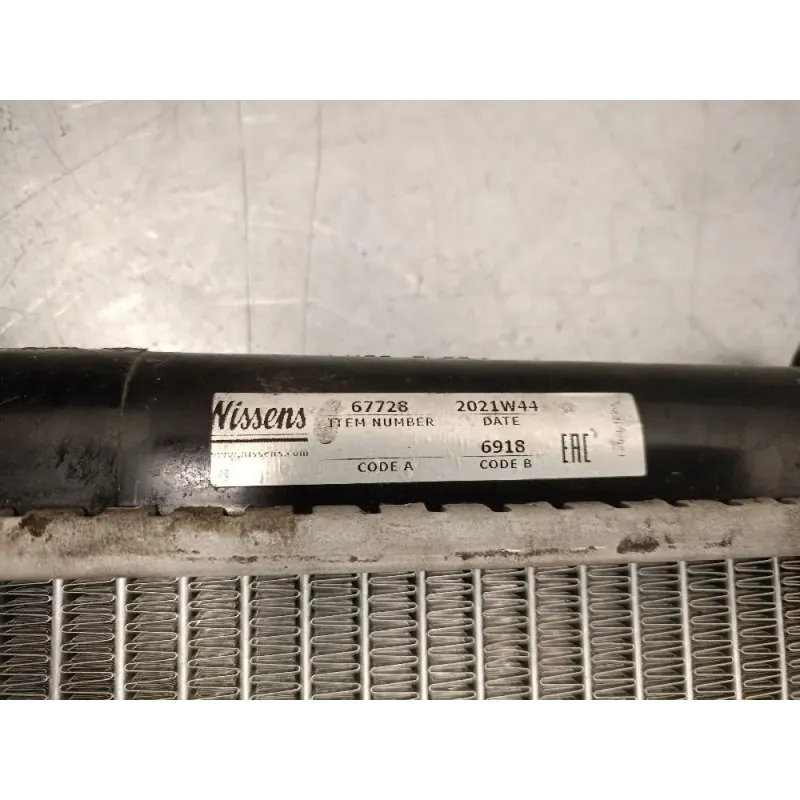 Nissens 67728 2021W44
ITEM NUMBER DATE
www.nissens.com 6918 EAC
CODE A CODE B